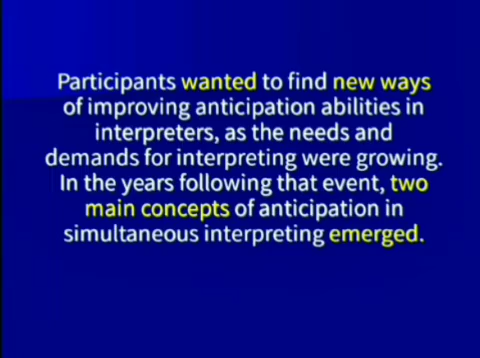 Participants wanted to find new ways
of improving anticipation abilities in
interpreters, as the needs and
demands for interpreting were growing.
In the years following that event, two
main concepts of anticipation in
simultaneous interpreting emerged.